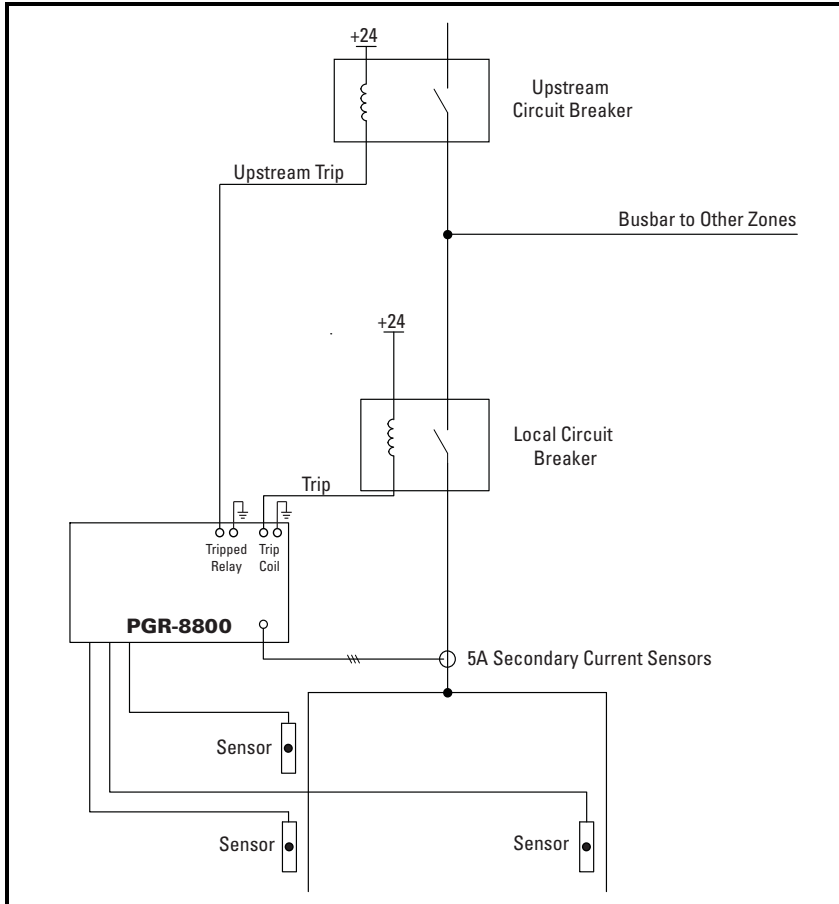 +24
Upstream
Circuit Breaker
Upstream Trip
Busbar to Other Zones
+24
Local Circuit
Breaker
Trip
Tripped
Relay
Trip
Coil
PGR-8800
5A Secondary Current Sensors
Sensor
Sensor
Sensor